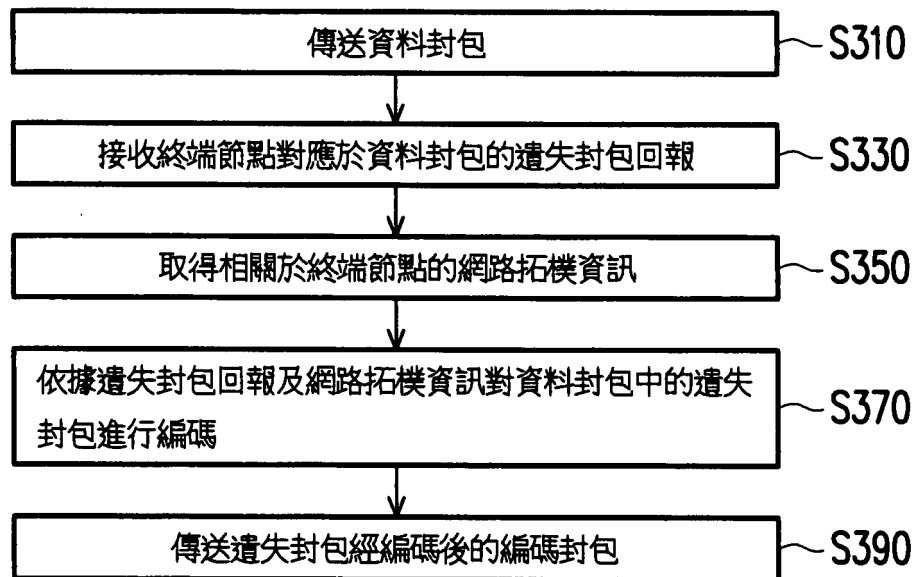 傳送資料封包
S310
接收終端節點對應於資料封包的遺失封包回報
S330
取得相關於終端節點的網路拓樸資訊
S350
依據遺失封包回報及網路拓樸資訊對資料封包中的遺失
封包進行編碼
S370
傳送遺失封包經編碼後的編碼封包
S390